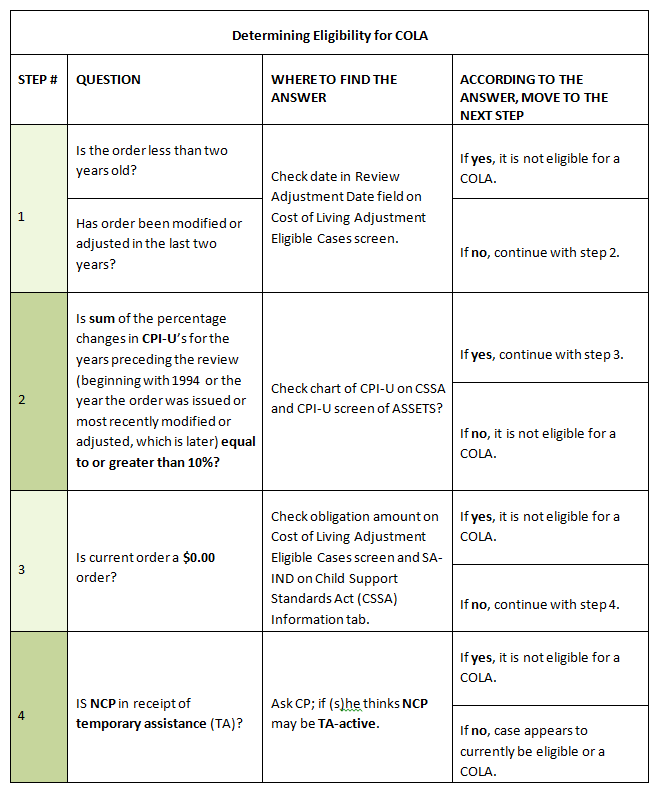 Determining Eligibility for COLA
STEP #
QUESTION
WHERE TO FIND THE
ANSWER
ACCORDING TO THE
ANSWER, MOVE TO THE
NEXT STEP
1
Is the order less than two
years old?
Has order been modified or
adjusted in the last two
years?
Check date in Review
Adjustment Date field on
Cost of Living Adjustment
Eligible Cases screen.
If yes, it is not eligible for a
COLA.
If no, continue with step 2.
2
Is sum of the percentage
changes in CPI-U's for the
years preceding the review
(beginning with 1994 or the
year the order was issued or
most recently modified or
adjusted, which is later) equal
to or greater than 10%?
Check chart of CPI-U on CSSA
and CPI-U screen of ASSETS?
If yes, continue with step 3.
If no, it is not eligible for a
COLA.
3
Is current order a $0.00
order?
Check obligation amount on
Cost of Living Adjustment
Eligible Cases screen and SA-
IND on Child Support
Standards Act (CSSA)
Information tab.
If yes, it is not eligible for a
COLA.
If no, continue with step 4.
4
IS NCP in receipt of
temporary assistance (TA)?
Ask CP; if (s)he thinks NCP
may be TA-active.
If yes, it is not eligible for a
COLA.
If no, case appears to
currently be eligible or a
COLA.